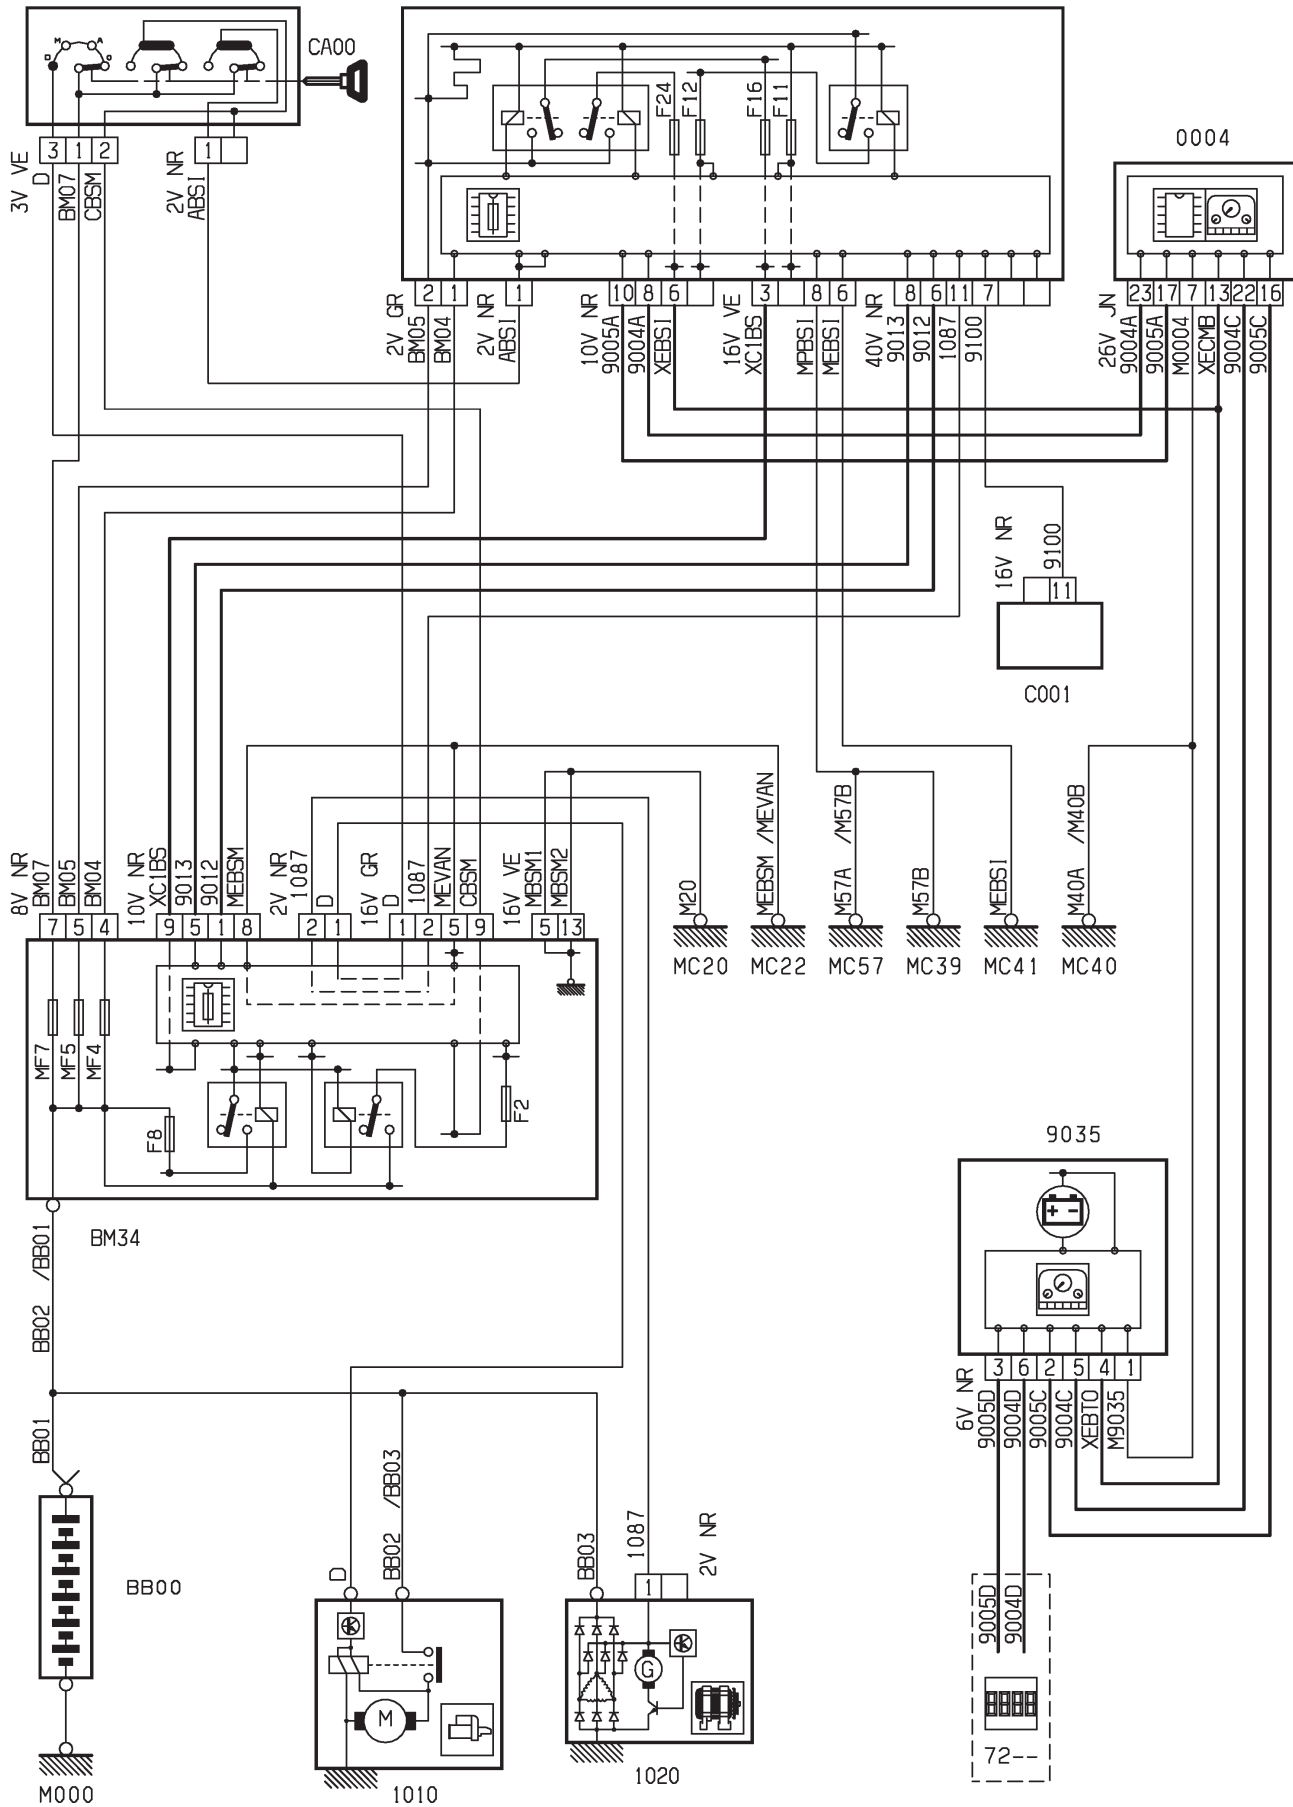 CA00
M A
D O
3 1 2
1
3V VE
D
BM07
CBSM
2V NR
ABSI
F24
F12
F16
F11
0004
2 1
1
10 8 6
3 8 6
8 6 11 7
23 17 7 13 22 16
2V GR
BM05
BM04
2V NR
ABSI
10V NR
9005A
9004A
XEBSI
16V VE
XC1BS
MPBSI
MEBSI
40V NR
9013
9012
1087
9100
26V JN
9004A
9005A
M0004
XECMB
9004C
9005C
16V NR
9100
11
C001
8V NR
BM07
BM05
BM04
10V NR
XC1BS
9013
9012
MEBSM
2V NR
1087
D
16V GR
D
1087
MEVAN
CBSM
16V VE
MBSM1
MBSM2
M20
MEBSM /MEVAN
M57A /M57B
M57B
MEBSI
M40A /M40B
7 5 4
9 5 1 8
2 1
1 2 5 9
5 13
MC20
MC22
MC57
MC39
MC41
MC40
MF7
MF5
MF4
F8
F2
BM34
BB02 /BB01
9035
+ -
3 6 2 5 4 1
6V NR
9005D
9004D
9005C
9004C
XEBTO
M9035
BB01
BB00
M000
D
BB02 /BB03
M
1010
BB03
1087
2V NR
1
G
1020
9005D
9004D
8888
72--